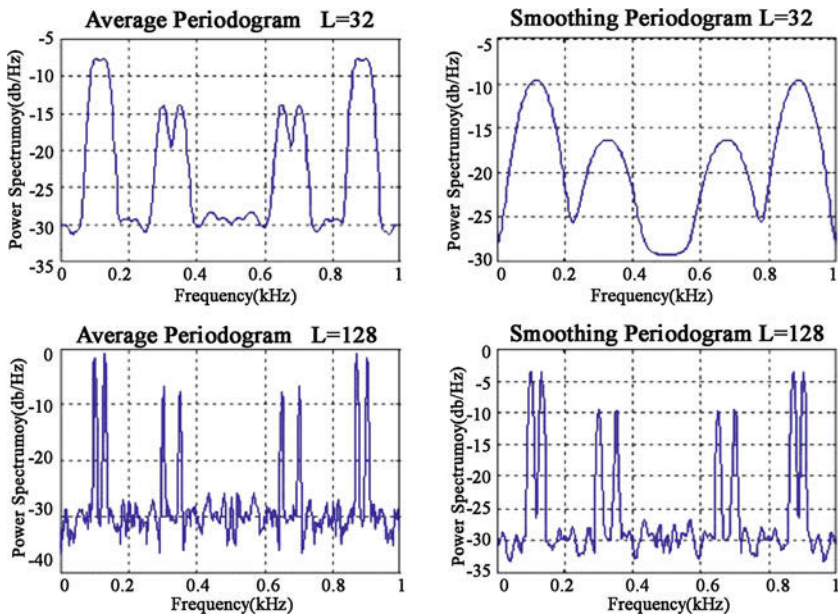 Average Periodogram L=32
Power Spectrumoy(db/Hz)
-5
-10
-15
-20
-25
-30
-35
0 0.2 0.4 0.6 0.8 1
Frequency(kHz)
Smoothing Periodogram L=32
Power Spectrumoy(db/Hz)
-5
-10
-15
-20
-25
-30
0 0.2 0.4 0.6 0.8 1
Frequency(kHz)
Average Periodogram L=128
Power Spectrumoy(db/Hz)
0
-10
-20
-30
-40
0 0.2 0.4 0.6 0.8 1
Frequency(kHz)
Smoothing Periodogram L=128
Power Spectrumoy(db/Hz)
0
-5
-10
-15
-20
-25
-30
-35
0 0.2 0.4 0.6 0.8 1
Frequency(kHz)